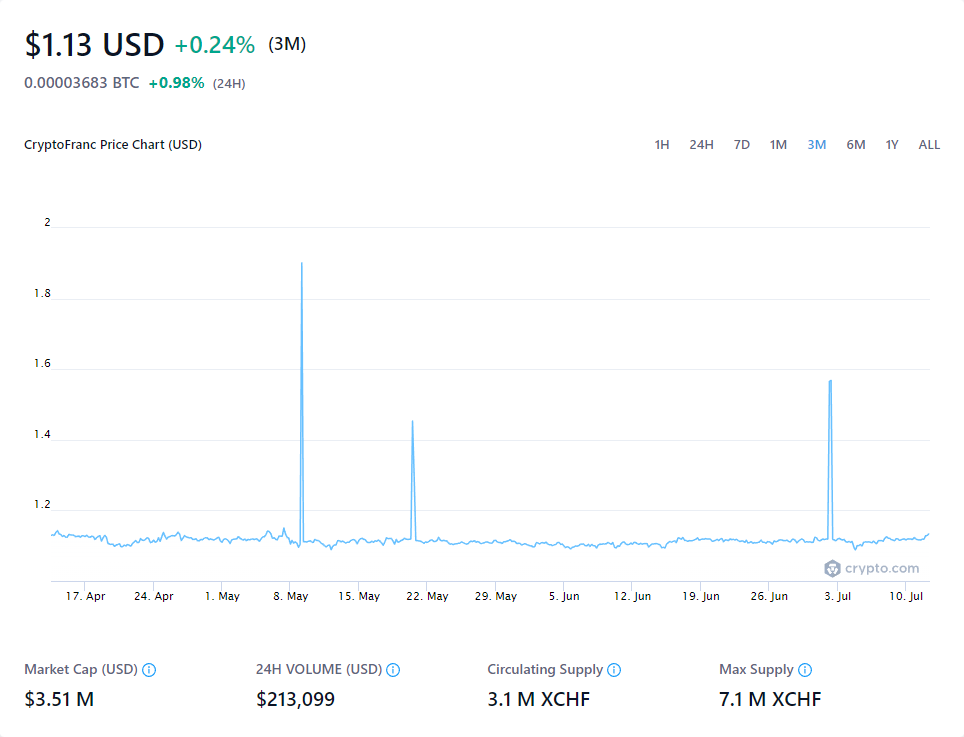 $1.13 USD +0.24% (3M)
0.00003683 BTC +0.98% (24H)
CryptoFranc Price Chart (USD) 1H 24H 7D 1M 3M 6M 1Y ALL
2
1.8
1.6
1.4
1.2
crypto.com
17. Apr 24. Apr 1. May 8. May 15. May 22. May 29. May 5. Jun 12. Jun 19. Jun 26. Jun 3. Jul 10. Jul
Market Cap (USD) 24H VOLUME (USD) Circulating Supply Max Supply
$3.51 M $213,099 3.1 M XCHF 7.1 M XCHF